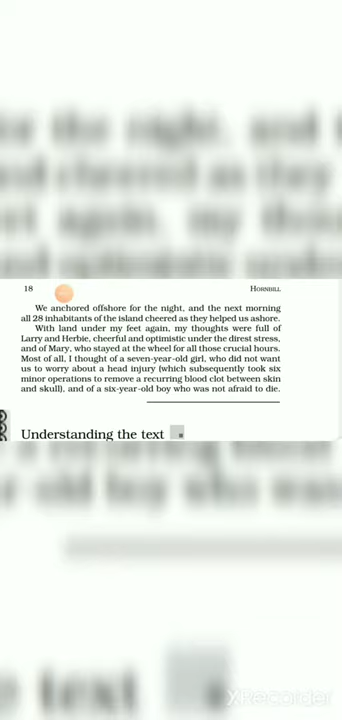 18 HORNBILL
We anchored offshore for the night, and the next morning
all 28 inhabitants of the island cheered as they helped us ashore.
With land under my feet again, my thoughts were full of
Larry and Herbie, cheerful and optimistic under the direst stress,
and of Mary, who stayed at the wheel for all those crucial hours.
Most of all, I thought of a seven-year-old girl, who did not want
us to worry about a head injury (which subsequently took six
minor operations to remove a recurring blood clot between skin
and skull), and of a six-year-old boy who was not afraid to die.
Understanding the text
XRecorder